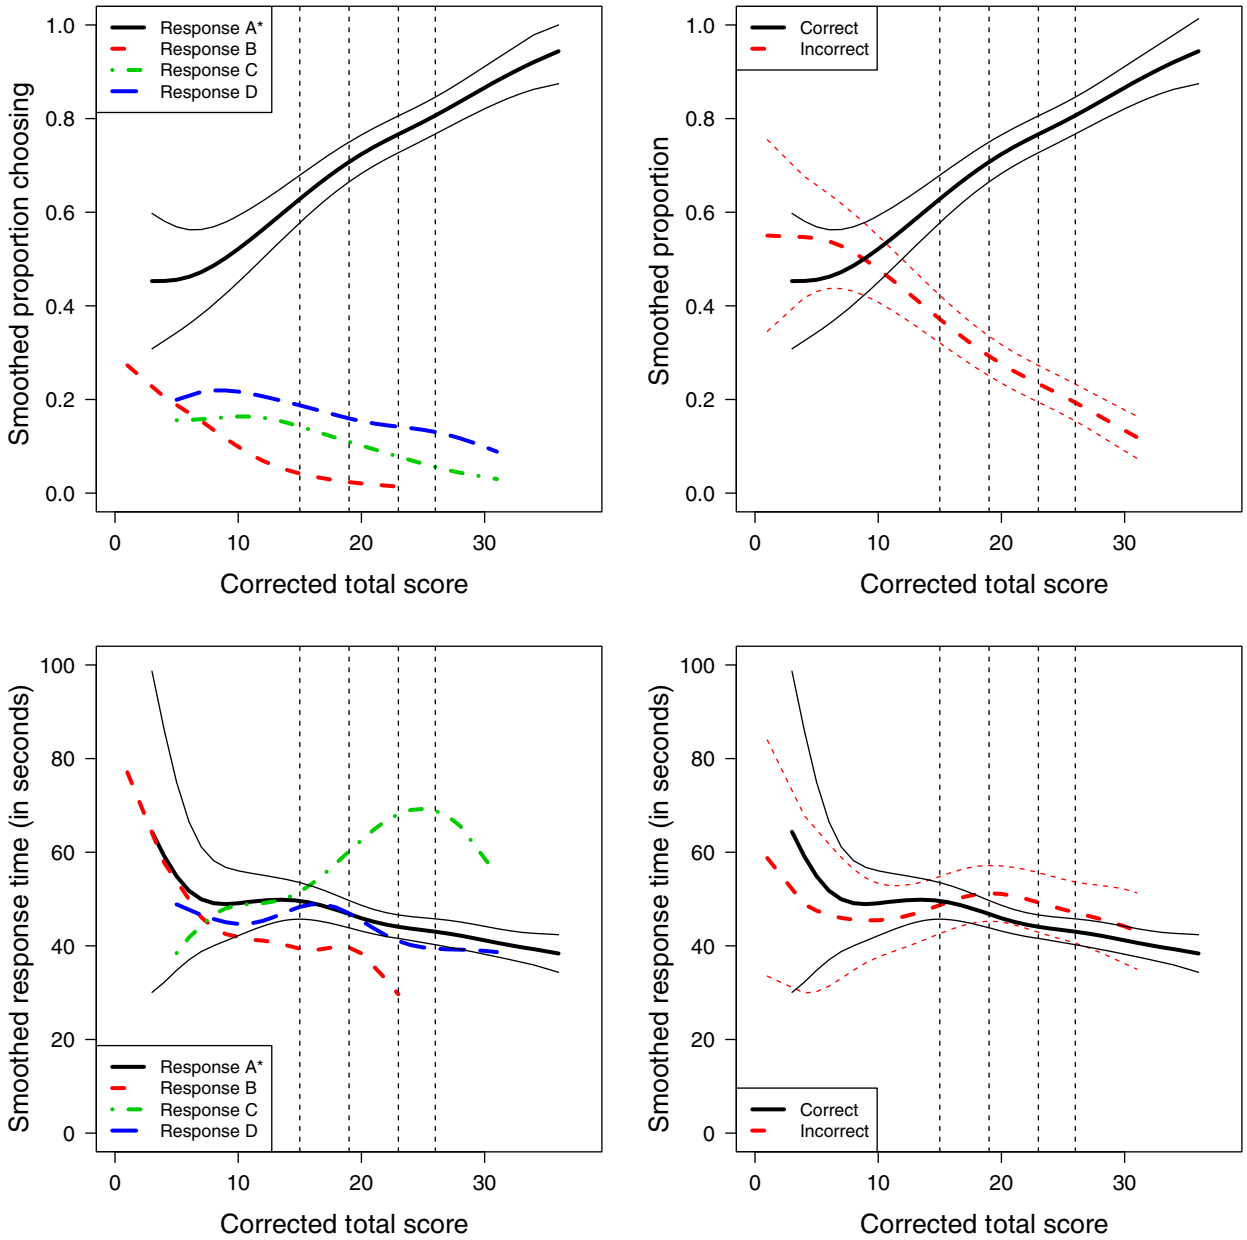 Smoothed proportion choosing
1.0
0.8
0.6
0.4
0.2
0.0
Response A*
Response B
Response C
Response D
0 10 20 30
Corrected total score
Smoothed proportion
1.0
0.8
0.6
0.4
0.2
0.0
Correct
Incorrect
0 10 20 30
Corrected total score
Smoothed response time (in seconds)
100
80
60
40
20
0
Response A*
Response B
Response C
Response D
0 10 20 30
Corrected total score
Smoothed response time (in seconds)
100
80
60
40
20
0
Correct
Incorrect
0 10 20 30
Corrected total score